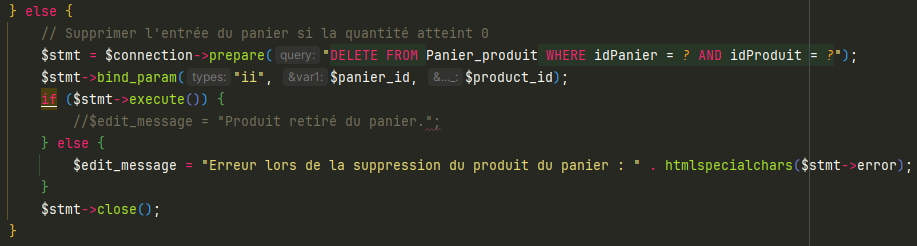 } else {
// Supprimer l'entrée du panier si la quantité atteint 0
$stmt = $connection->prepare( query: "DELETE FROM Panier_produit WHERE idPanier = ? AND idProduit = ?");
$stmt->bind_param( types: "ii", &var1: $panier_id, &..._: $product_id);
if ($stmt->execute()) {
//$edit_message = "Produit retiré du panier.";
} else {
$edit_message = "Erreur lors de la suppression du produit du panier : " . htmlspecialchars($stmt->error);
}
$stmt->close();
}